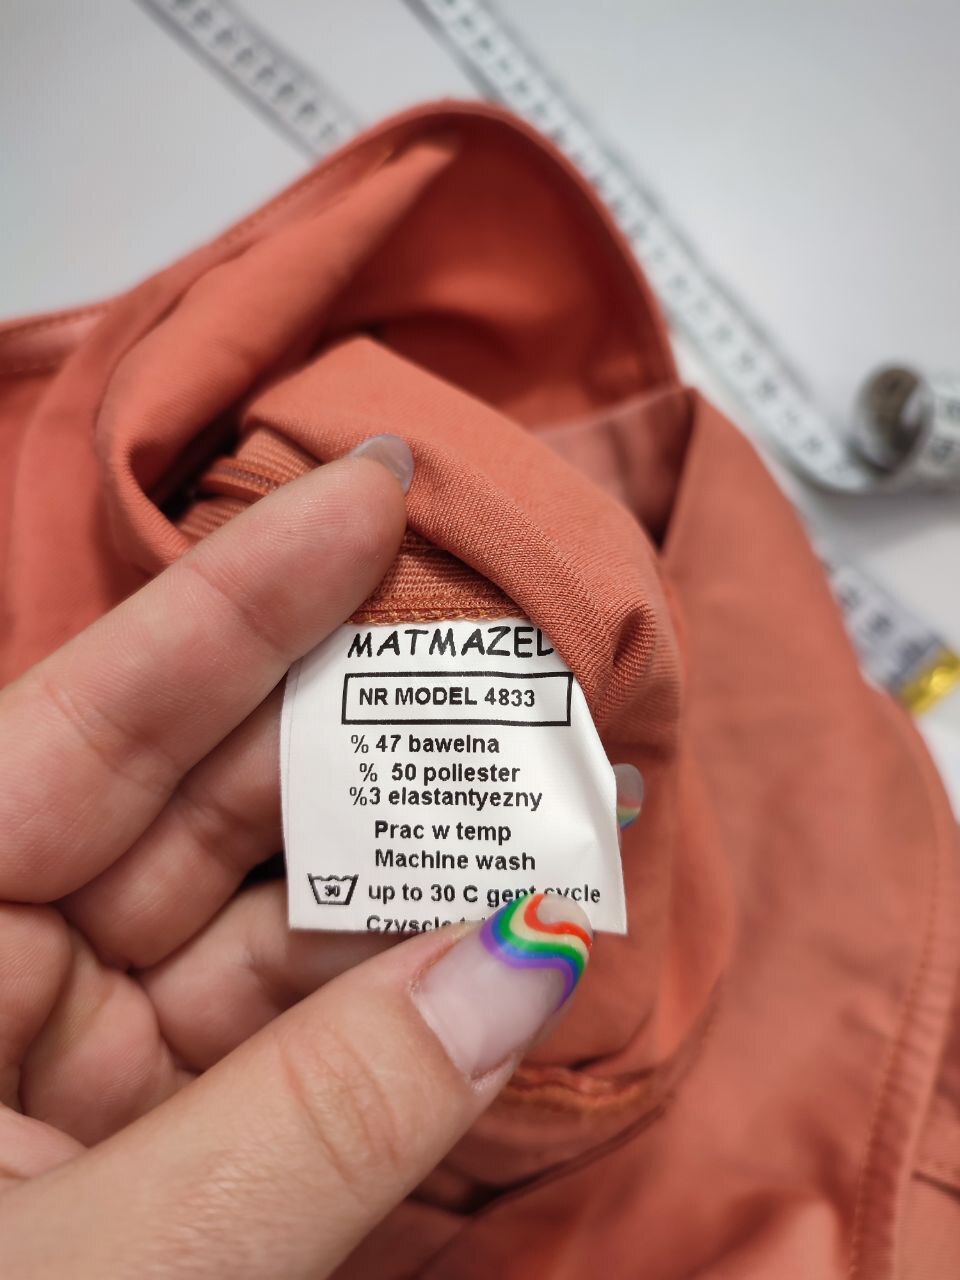 MATMAZEL
NR MODEL 4833
% 47 bawelna
% 50 poliester
%3 elastantyezny
Prac w temp
Machine wash
30 up to 30 C gent cycle